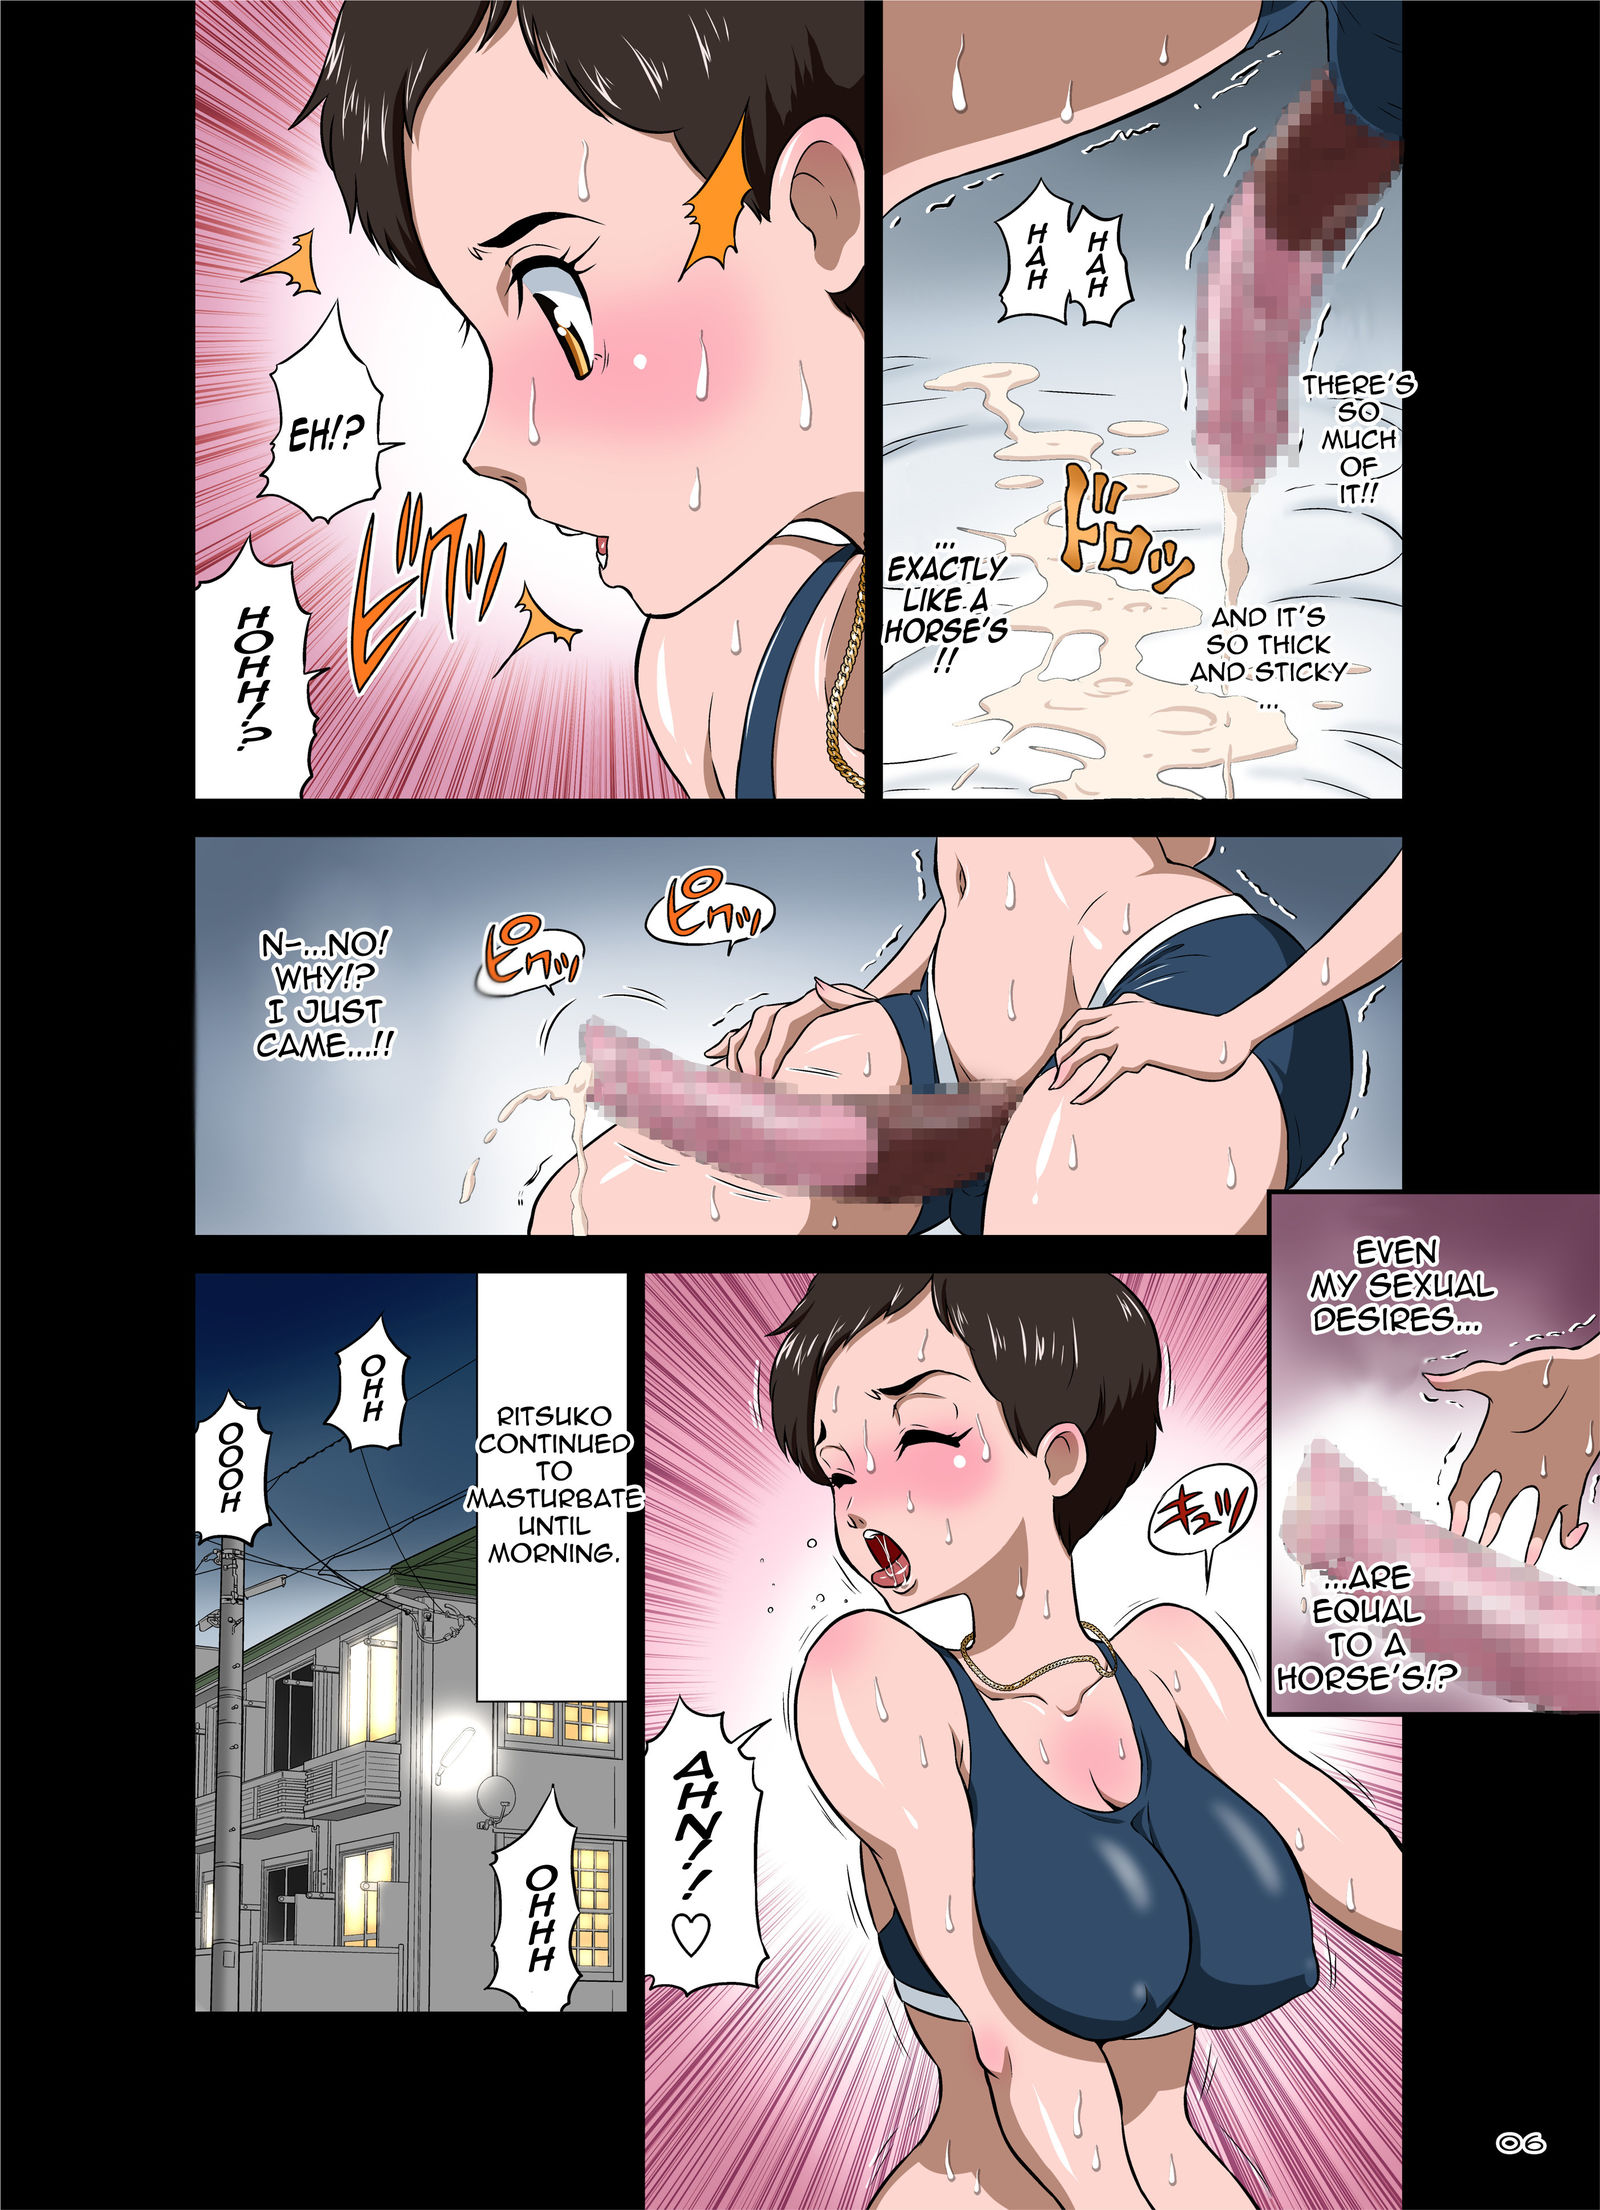 HAH
HAH
THERE'S
SO
MUCH
OF
IT!!
ドロッ
AND IT'S
SO THICK
AND STICKY
...
...
EXACTLY
LIKE A
HORSE'S
!!
EH!?
ビクッ
HOHH!?
ピクッ
ピクッ
N-...NO!
WHY!?
I JUST
CAME...!!
EVEN
MY SEXUAL
DESIRES...
...ARE
EQUAL
TO A
HORSE'S!?
キュッ
AHN!!♡
RITSUKO
CONTINUED
TO
MASTURBATE
UNTIL
MORNING.
OHH
OOOH
OHHH
06